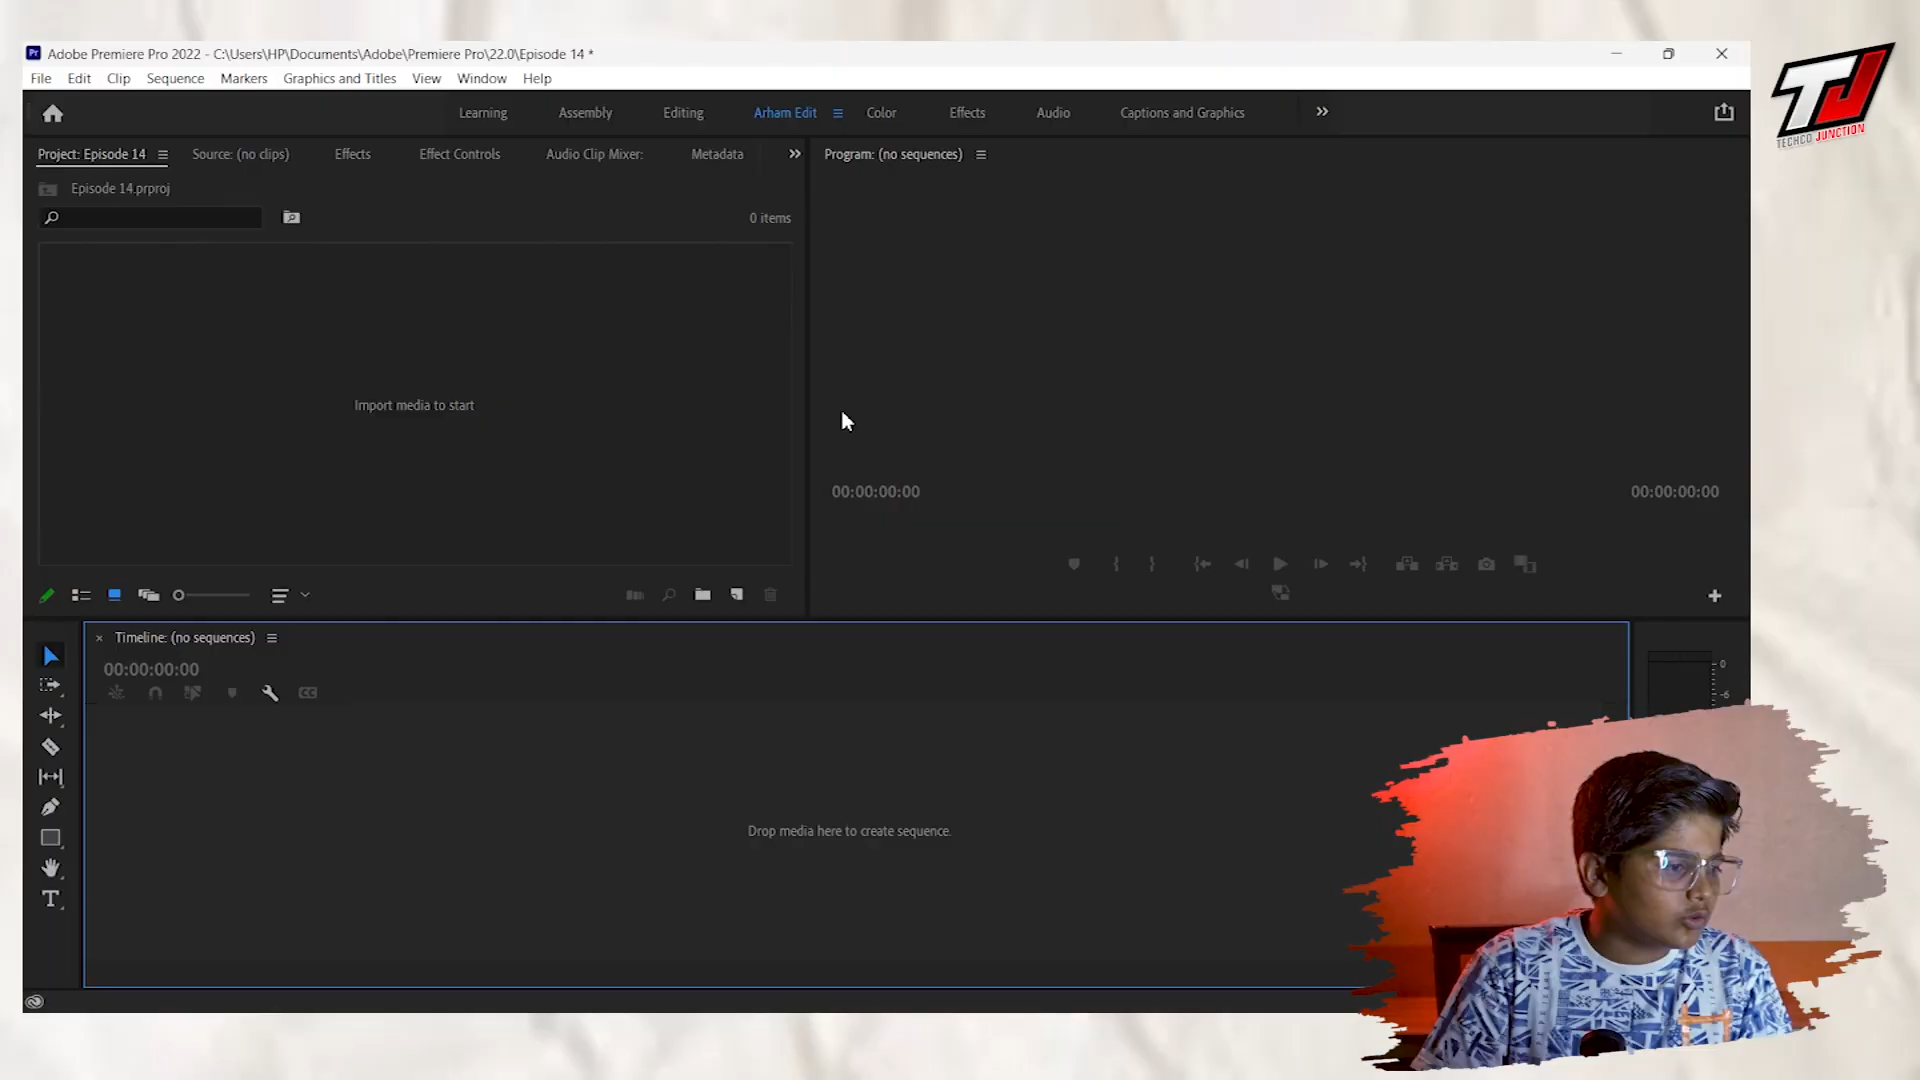 Adobe Premiere Pro 2022 - C:\Users\HP\Documents\Adobe\Premiere Pro\22.0\Episode 14 *
File Edit Clip Sequence Markers Graphics and Titles View Window Help
Learning Assembly Editing Arham Edit Color Effects Audio Captions and Graphics
TJ
TECHCO JUNCTION
Project: Episode 14 Source: (no clips) Effects Effect Controls Audio Clip Mixer: Metadata
Program: (no sequences)
Episode 14.prproj
0 items
Import media to start
00:00:00:00 00:00:00:00
Timeline: (no sequences)
00:00:00:00
CC
0
-6
T
Drop media here to create sequence.